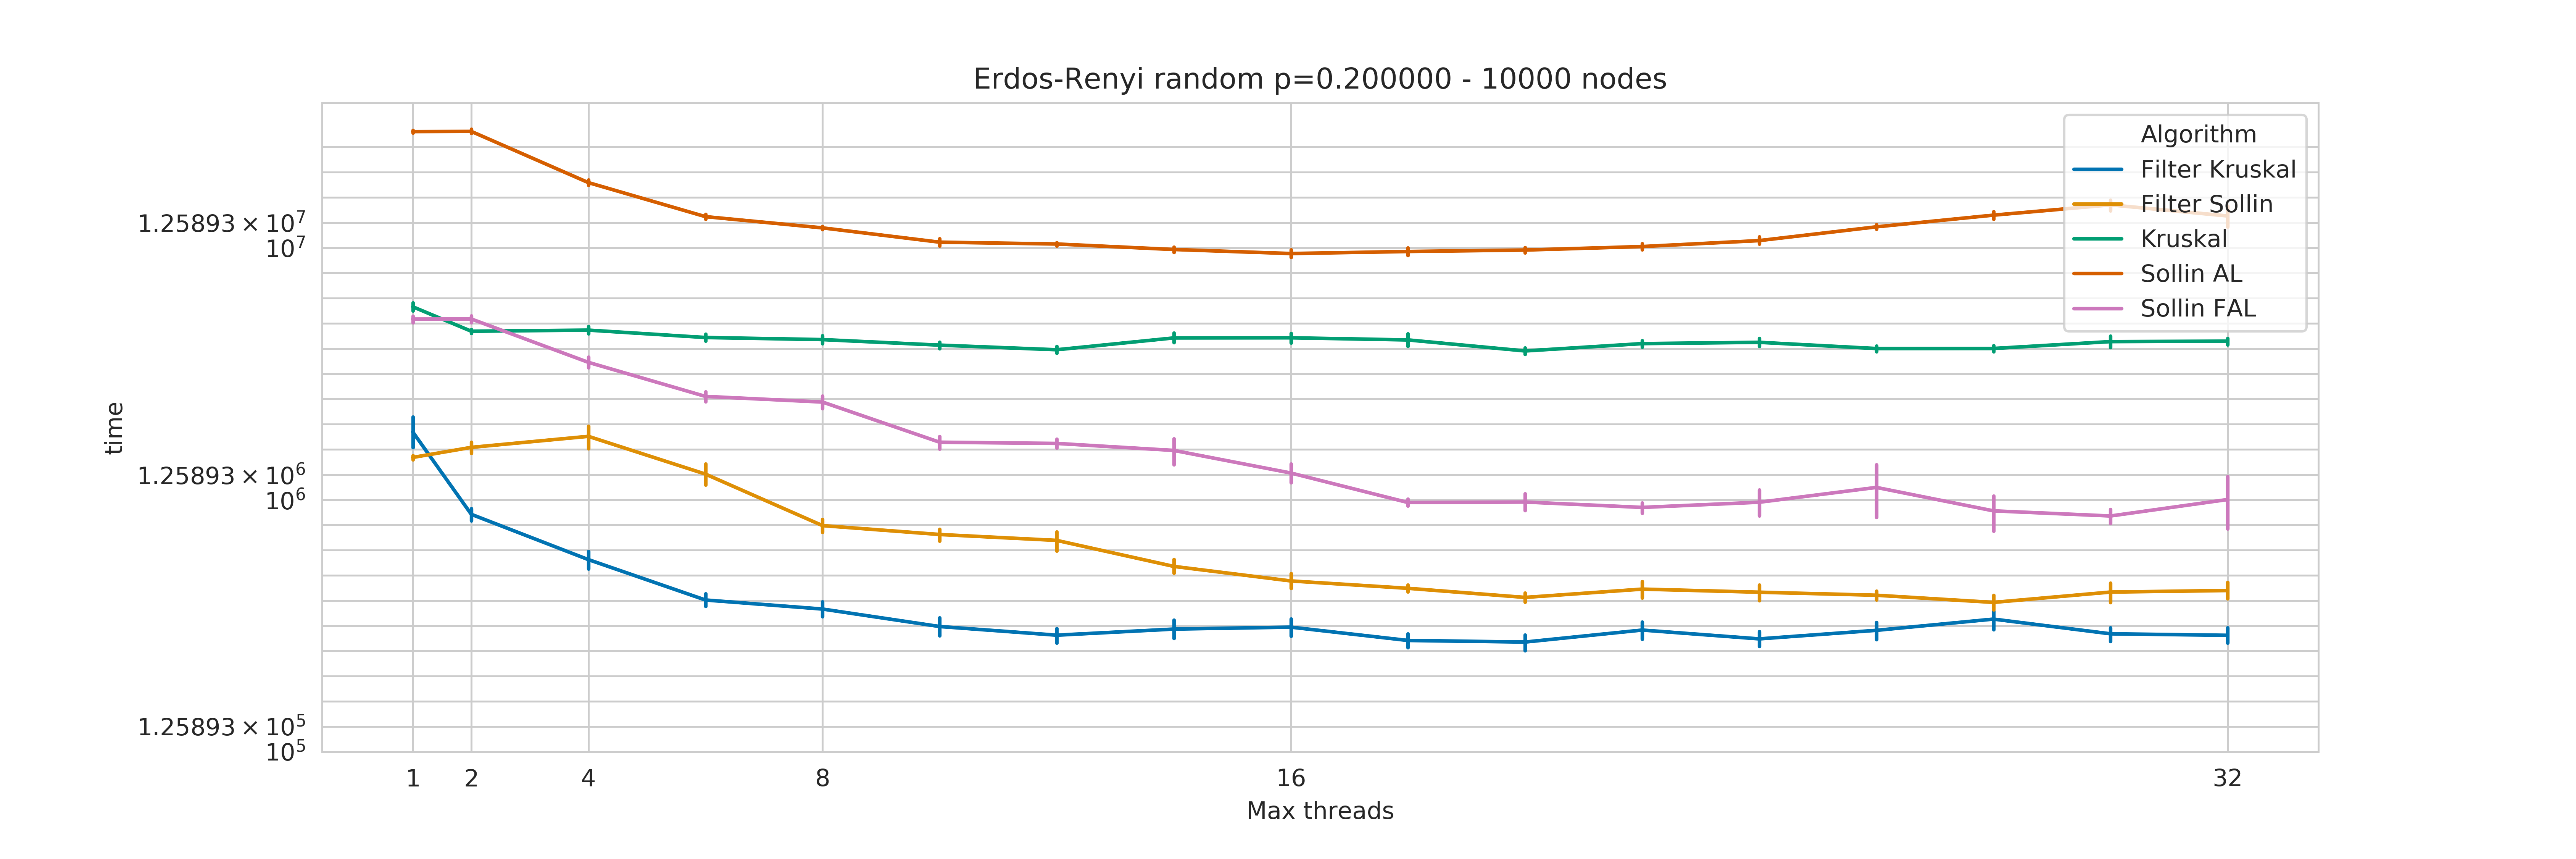 Erdos-Renyi random p=0.200000 - 10000 nodes
Algorithm
Filter Kruskal
Filter Sollin
Kruskal
Sollin AL
Sollin FAL
time
1.25893 × 10⁷
10⁷
1.25893 × 10⁶
10⁶
1.25893 × 10⁵
10⁵
1 2 4 8 16 32
Max threads